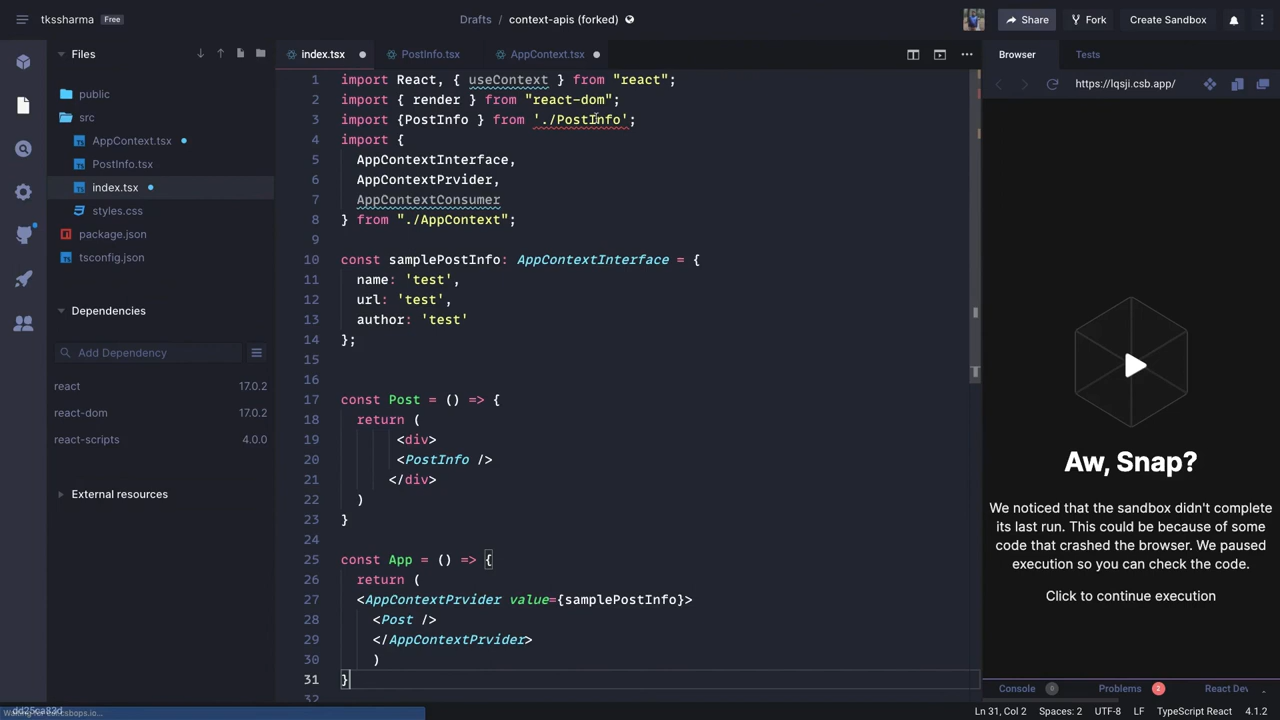 tkssharma Free Drafts / context-apis (forked) Share Fork Create Sandbox
Files
index.tsx PostInfo.tsx AppContext.tsx
Browser Tests
https://lqsji.csb.app/
public
src
AppContext.tsx
PostInfo.tsx
index.tsx
styles.css
package.json
tsconfig.json
Dependencies
Add Dependency
react 17.0.2
react-dom 17.0.2
react-scripts 4.0.0
External resources
1 import React, { useContext } from "react";
2 import { render } from "react-dom";
3 import {PostInfo } from './PostInfo';
4 import {
5 AppContextInterface,
6 AppContextPrvider,
7 AppContextConsumer
8 } from "./AppContext";
9
10 const samplePostInfo: AppContextInterface = {
11 name: 'test',
12 url: 'test',
13 author: 'test'
14 };
15
16
17 const Post = () => {
18 return (
19 <div>
20 <PostInfo />
21 </div>
22 )
23 }
24
25 const App = () => {
26 return (
27 <AppContextPrvider value={samplePostInfo}>
28 <Post />
29 </AppContextPrvider>
30 )
31 }
32
Aw, Snap?
We noticed that the sandbox didn't complete
its last run. This could be because of some
code that crashed the browser. We paused
execution so you can check the code.
Click to continue execution
Console 0 Problems 2 React Dev
Ln 31, Col 2 Spaces: 2 UTF-8 LF TypeScript React 4.1.2